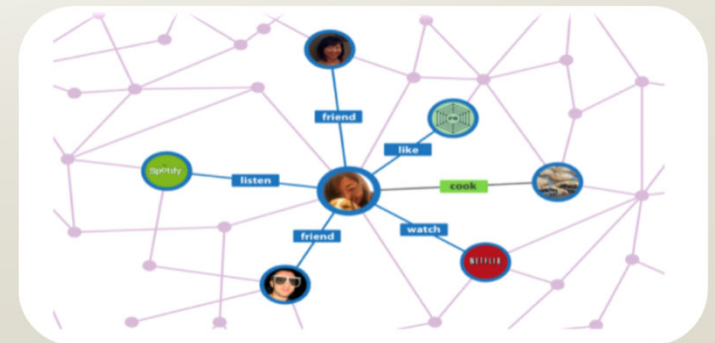 friend
like
Spotify
listen
cook
friend
watch
NETFLIX